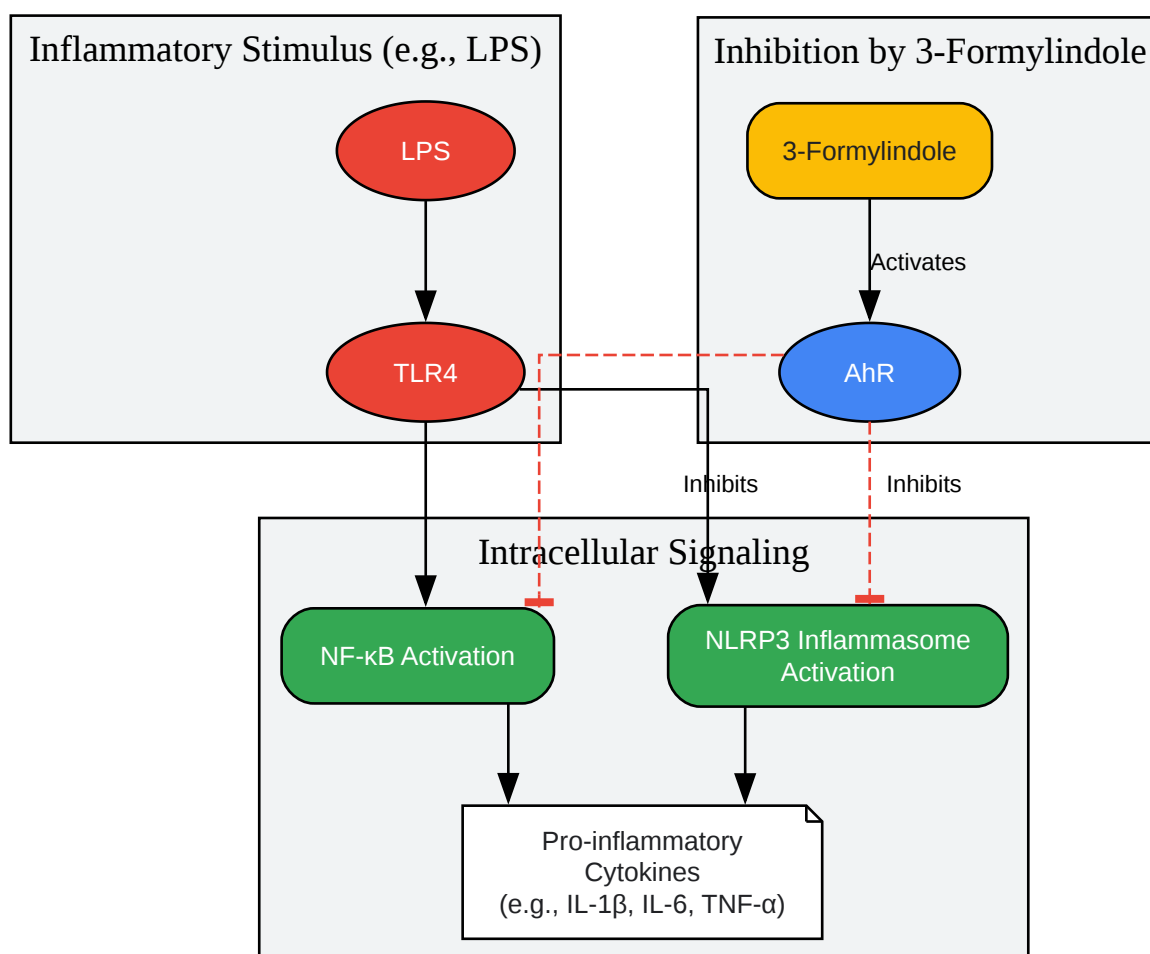 Inflammatory Stimulus (e.g., LPS)
Inhibition by 3-Formylindole
LPS
3-Formylindole
Activates
TLR4
AhR
Inhibits
Inhibits
Intracellular Signaling
NF-κB Activation
NLRP3 Inflammasome
Activation
Pro-inflammatory
Cytokines
(e.g., IL-1β, IL-6, TNF-α)